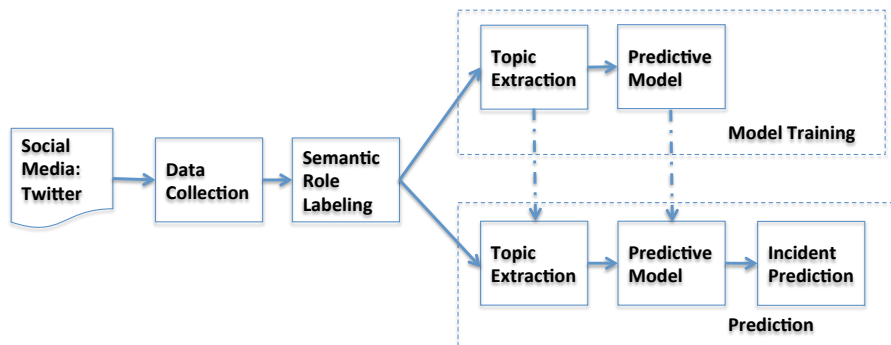 Social
Media:
Twitter
Data
Collection
Semantic
Role
Labeling
Topic
Extraction
Predictive
Model
Model Training
Topic
Extraction
Predictive
Model
Incident
Prediction
Prediction